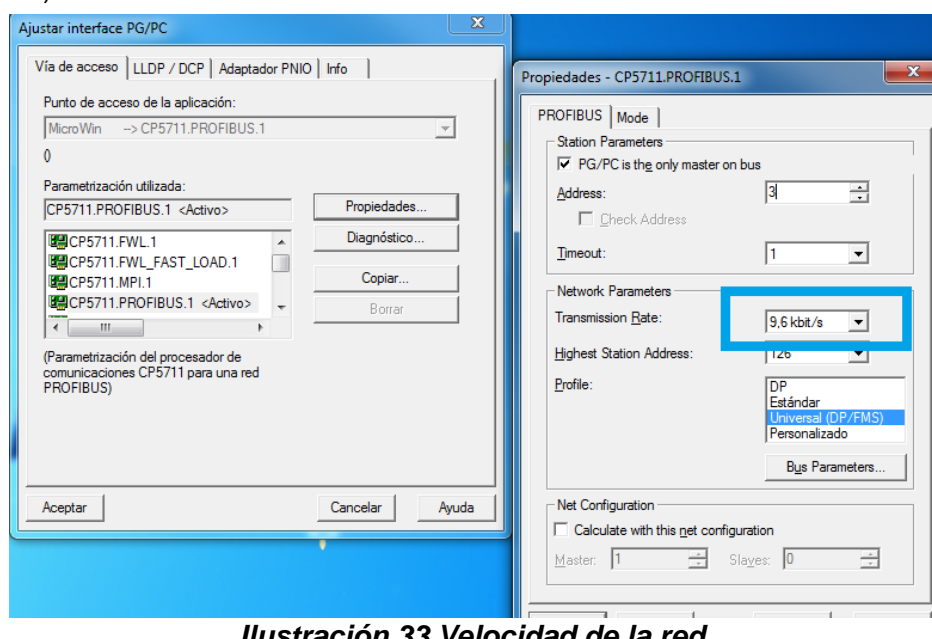 Ajustar interface PG/PC
Vía de acceso
LLDP / DCP
Adaptador PNIO
Info
Punto de acceso de la aplicación:
MicroWin --> CP5711.PROFIBUS.1
()
Parametrización utilizada:
CP5711.PROFIBUS.1 <Activo>
Propiedades...
CP5711.FWL.1
CP5711.FWL_FAST_LOAD.1
CP5711.MPI.1
CP5711.PROFIBUS.1 <Activo>
Diagnóstico...
Copiar...
Borrar
(Parametrización del procesador de
comunicaciones CP5711 para una red
PROFIBUS)
Aceptar
Cancelar
Ayuda
Propiedades - CP5711.PROFIBUS.1
PROFIBUS
Mode
Station Parameters
PG/PC is the only master on bus
Address: 3
Check Address
Timeout: 1
Network Parameters
Transmission Rate: 9,6 kbit/s
Highest Station Address: 126
Profile:
DP
Estándar
Universal (DP/FMS)
Personalizado
Bus Parameters...
Net Configuration
Calculate with this net configuration
Master: 1 Slaves: 0
Ilustración 33 Velocidad de la red